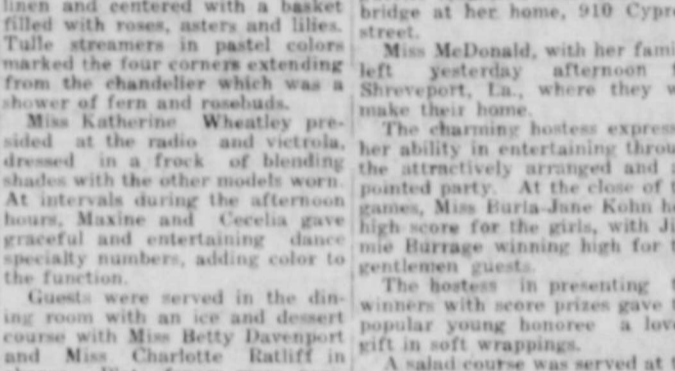 linen and centered with a basket
filled with roses, asters and lilies.
Tulle streamers in pastel colors
marked the four corners extending
from the chandelier which was a
shower of fern and rosebuds.
Miss Katherine Wheatley pre-
sided at the radio and victrola,
dressed in a frock of blending
shades with the other models worn.
At intervals during the afternoon
hours, Maxine and Cecelia gave
graceful and entertaining dance
specialty numbers, adding color to
the function.
Guests were served in the din-
ing room with an ice and dessert
course with Miss Betty Davenport
and Miss Charlotte Ratliff in
bridge at her home, 910 Cypre
street.
Miss McDonald, with her fami
left yesterday afternoon f
Shreveport, La., where they w
make their home.
The charming hostess express
her ability in entertaining throu
the attractively arranged and
pointed party. At the close of t
games, Miss Burla-Jane Kohn he
high score for the girls, with Ji
mie Burrage winning high for t
gentlemen guests.
The hostess in presenting t
winners with score prizes gave t
popular young honoree a love
gift in soft wrappings.
A salad course was served at t